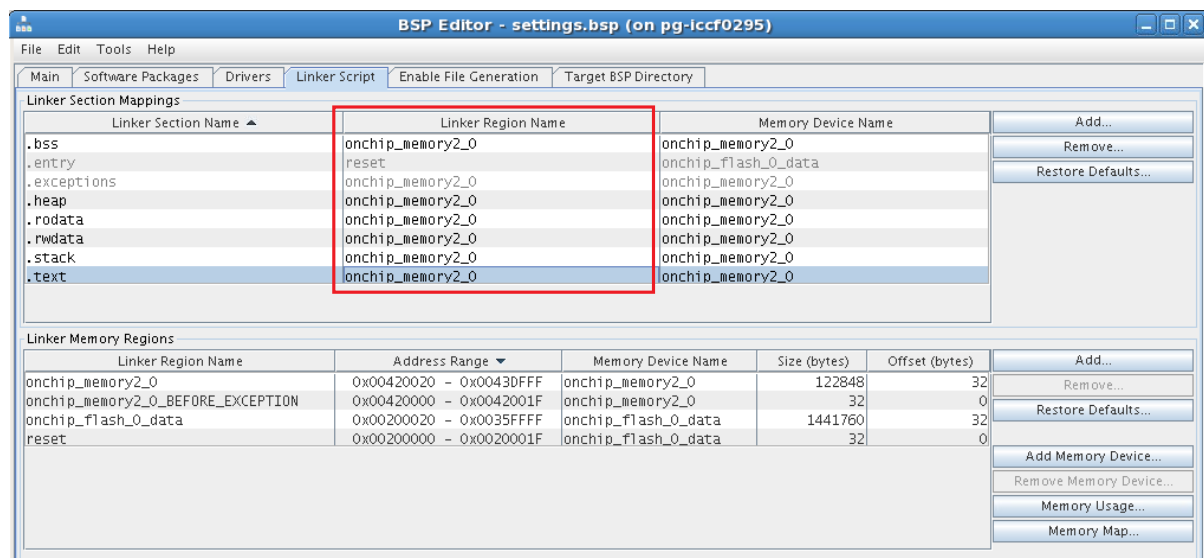 BSP Editor - settings.bsp (on pg-iccf0295)
File Edit Tools Help
Main Software Packages Drivers Linker Script Enable File Generation Target BSP Directory
Linker Section Mappings
Linker Section Name Linker Region Name Memory Device Name Add...
.bss onchip_memory2_0 onchip_memory2_0 Remove...
.entry reset onchip_flash_0_data
.exceptions onchip_memory2_0 onchip_memory2_0 Restore Defaults...
.heap onchip_memory2_0 onchip_memory2_0
.rodata onchip_memory2_0 onchip_memory2_0
.rwdata onchip_memory2_0 onchip_memory2_0
.stack onchip_memory2_0 onchip_memory2_0
.text onchip_memory2_0 onchip_memory2_0
Linker Memory Regions
Linker Region Name Address Range Memory Device Name Size (bytes) Offset (bytes) Add...
onchip_memory2_0 0x00420020 - 0x0043DFFF onchip_memory2_0 122848 32 Remove...
onchip_memory2_0_BEFORE_EXCEPTION 0x00420000 - 0x0042001F onchip_memory2_0 32 0
onchip_flash_0_data 0x00200020 - 0x0035FFFF onchip_flash_0_data 1441760 32 Restore Defaults...
reset 0x00200000 - 0x0020001F onchip_flash_0_data 32 0
Add Memory Device...
Remove Memory Device...
Memory Usage...
Memory Map...